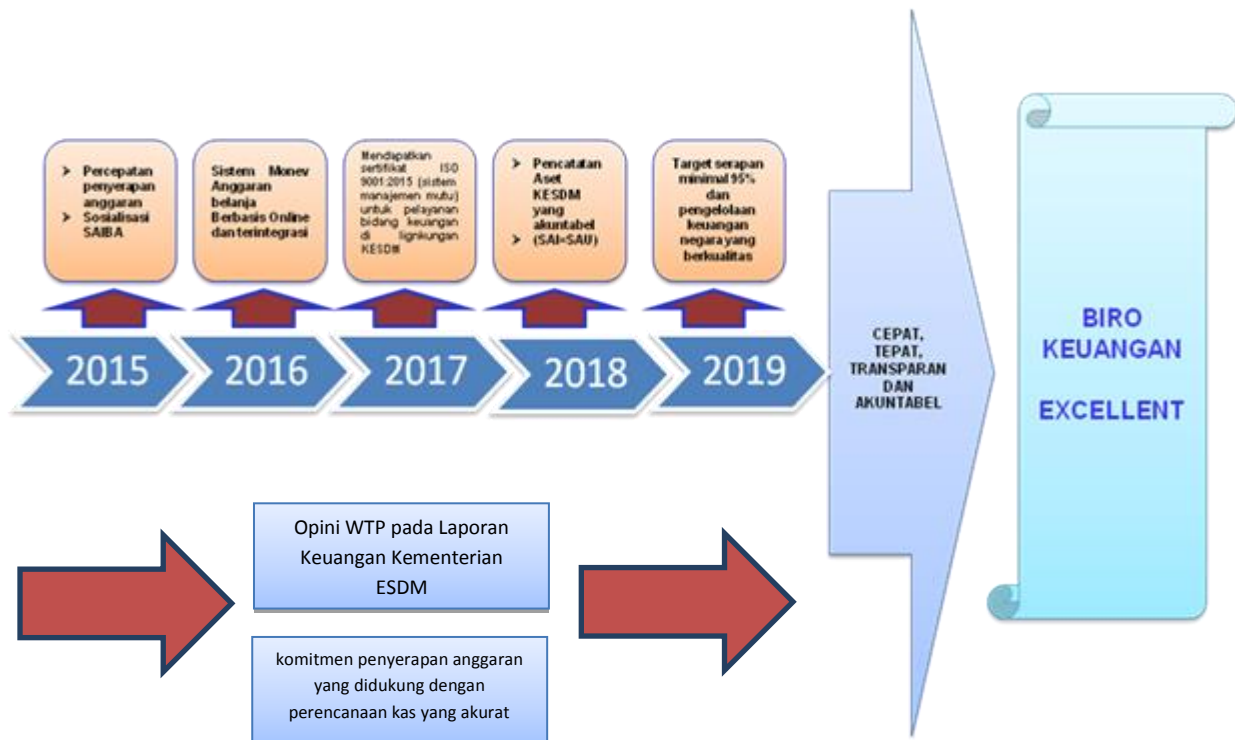 ➤ Percepatan
penyerapan
anggaran
➤ Sosialisasi
SAIBA
Sistem Monev
Anggaran
belanja
Berbasis Online
dan terintegrasi
Mendapatkan
sertifikat ISO
9001:2015 (sistem
manajemen mutu)
untuk pelayanan
bidang keuangan
di lignkungan
KESDM
➤ Pencatatan
Aset
KESDM
yang
akuntabel
➤ (SAI=SAU)
Target serapan
minimal 95%
dan
pengelolaan
keuangan
negara yang
berkualitas
2015
2016
2017
2018
2019
CEPAT,
TEPAT,
TRANSPARAN
DAN
AKUNTABEL
BIRO
KEUANGAN
EXCELLENT
Opini WTP pada Laporan
Keuangan Kementerian
ESDM
komitmen penyerapan anggaran
yang didukung dengan
perencanaan kas yang akurat